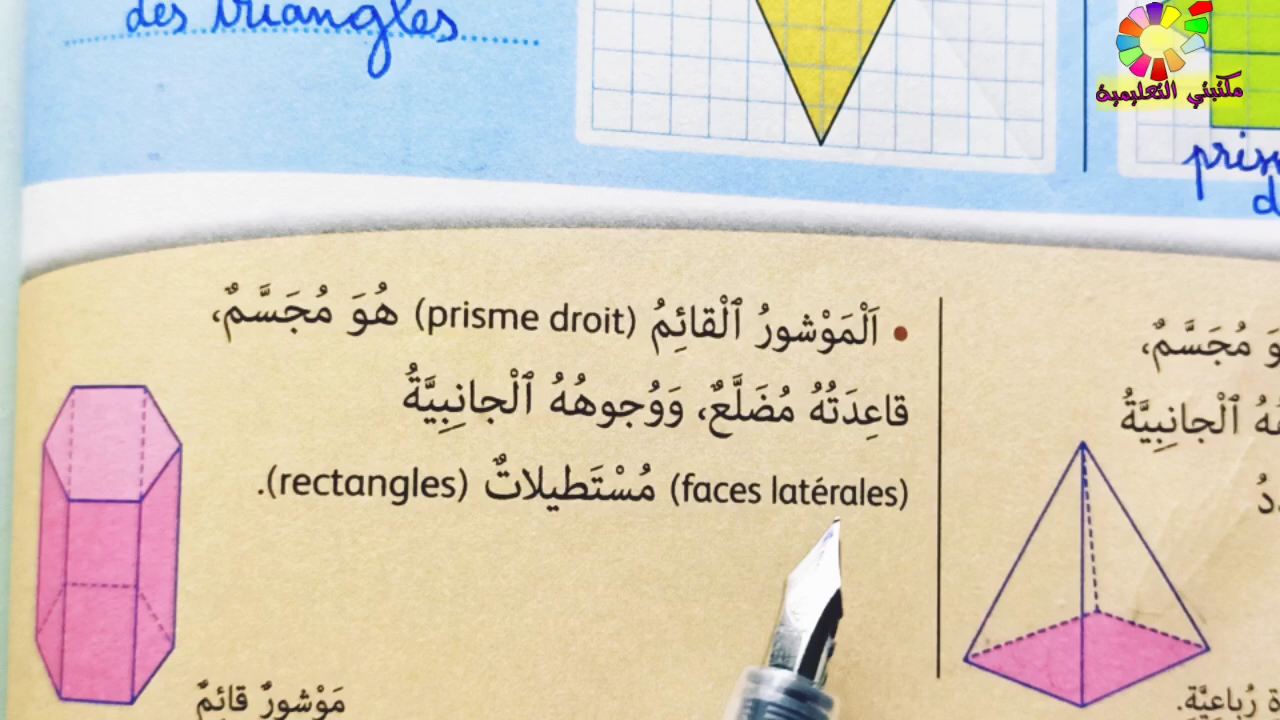 des triangles
مكتبتي التعليمية
• اَلْمَوْشورُ ٱلْقائِمُ (prisme droit) هُوَ مُجَسَّمٌ،
قاعِدَتُهُ مُضَلَّعٌ، وَوُجوهُهُ ٱلْجانِبِيَّةُ
(faces latérales) مُسْتَطيلاتٌ (rectangles).
مَوْشورٌ قائِمٌ
مُجَسَّمٌ،
ٱلْجانِبِيَّةُ
رُباعِيَّة.